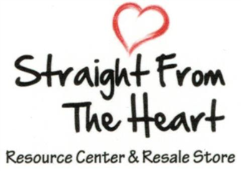 Straight From
The Heart
Resource Center & Resale Store